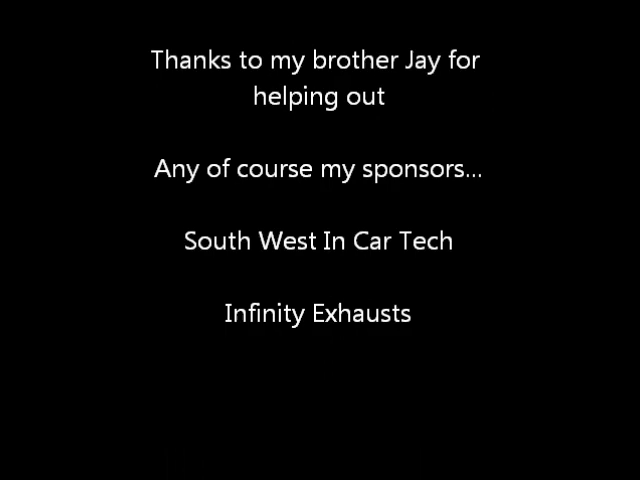 Thanks to my brother Jay for
helping out
Any of course my sponsors...
South West In Car Tech
Infinity Exhausts